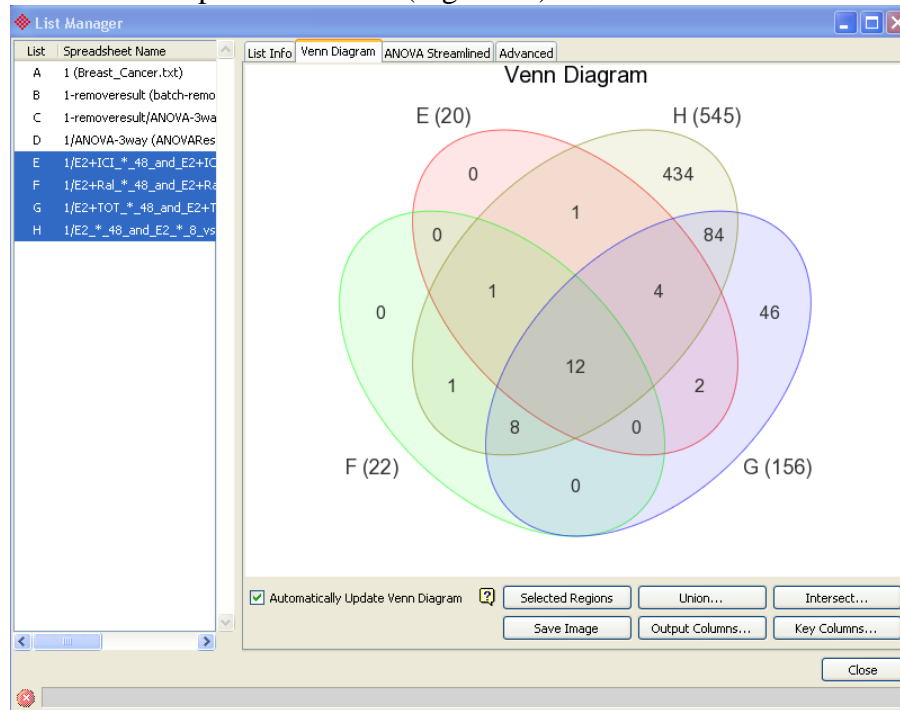 List Manager
List Spreadsheet Name
A 1 (Breast_Cancer.txt)
B 1-removeresult (batch-remo
C 1-removeresult/ANOVA-3wa
D 1/ANOVA-3way (ANOVARes
E 1/E2+ICI_*_48_and_E2+IC
F 1/E2+Ral_*_48_and_E2+Ra
G 1/E2+TOT_*_48_and_E2+T
H 1/E2_*_48_and_E2_*_8_vs
List Info Venn Diagram ANOVA Streamlined Advanced
Venn Diagram
E (20) H (545)
0 434
1
0 84
1 4
0 46
12
1 2
8 0
F (22) G (156)
0
Automatically Update Venn Diagram Selected Regions Union... Intersect...
Save Image Output Columns... Key Columns...
Close